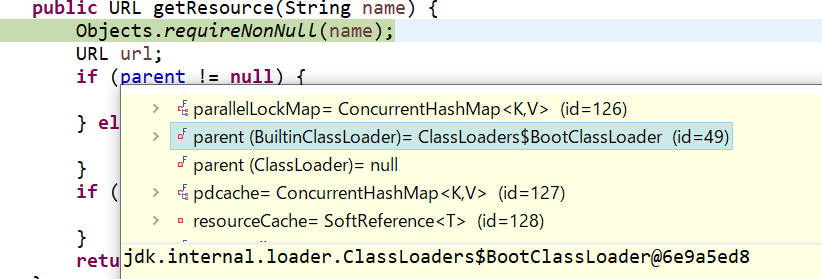 public URL getResource(String name) {
Objects.requireNonNull(name);
URL url;
if (parent != null) {
parallelLockMap= ConcurrentHashMap<K,V> (id=126)
parent (BuiltinClassLoader)= ClassLoaders$BootClassLoader (id=49)
} el
parent (ClassLoader)= null
}
pdcache= ConcurrentHashMap<K,V> (id=127)
if (
resourceCache= SoftReference<T> (id=128)
}
jdk.internal.loader.ClassLoaders$BootClassLoader@6e9a5ed8
retu